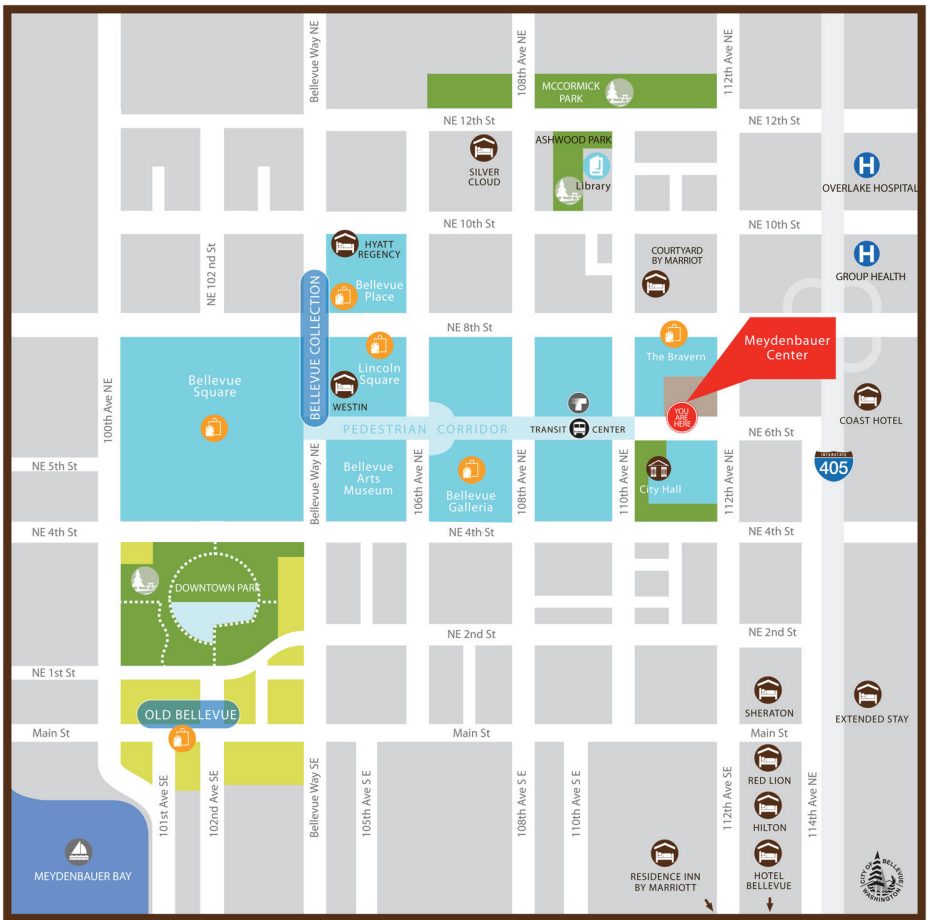 Bellevue Way NE
108th Ave NE
112th Ave NE
MCCORMICK
PARK
NE 12th St
NE 12th St
SILVER
CLOUD
ASHWOOD PARK
Library
OVERLAKE HOSPITAL
NE 10th St
NE 10th St
NE 102 nd St
HYATT
REGENCY
COURTYARD
BY MARRIOT
GROUP HEALTH
Bellevue
Place
BELLEVUE COLLECTION
NE 8th St
Meydenbauer
Center
100th Ave NE
Bellevue
Square
Lincoln
Square
WESTIN
The Bravern
YOU
ARE
HERE
COAST HOTEL
PEDESTRIAN CORRIDOR
TRANSIT
CENTER
NE 6th St
NE 5th St
Bellevue Way NE
Bellevue
Arts
Museum
106th Ave NE
Bellevue
Galleria
108th Ave NE
110th Ave NE
City Hall
112th Ave NE
INTERSTATE
405
NE 4th St
NE 4th St
NE 4th St
DOWNTOWN PARK
NE 2nd St
NE 2nd St
NE 1st St
OLD BELLEVUE
SHERATON
EXTENDED STAY
Main St
Main St
Main St
101st Ave SE
102nd Ave SE
Bellevue Way SE
105th Ave S E
108th Ave S E
110th Ave S E
112th Ave SE
114th Ave NE
RED LION
HILTON
MEYDENBAUER BAY
RESIDENCE INN
BY MARRIOTT
HOTEL
BELLEVUE
CITY OF BELLEVUE
WASHINGTON